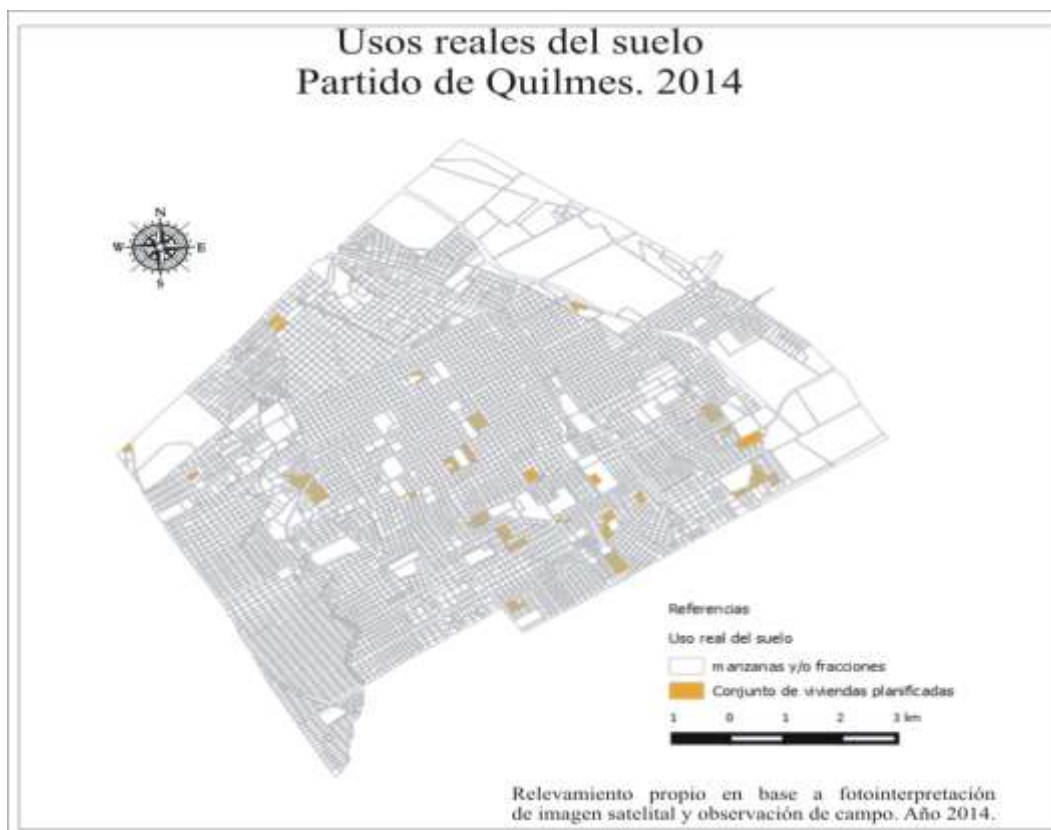 Usos reales del suelo
Partido de Quilmes. 2014
N
W E
S
Referencias
Uso real del suelo
manzanas y/o fracciones
Conjunto de viviendas planificadas
1 0 1 2 3 km
Relevamiento propio en base a fotointerpretación
de imagen satelital y observación de campo. Año 2014.